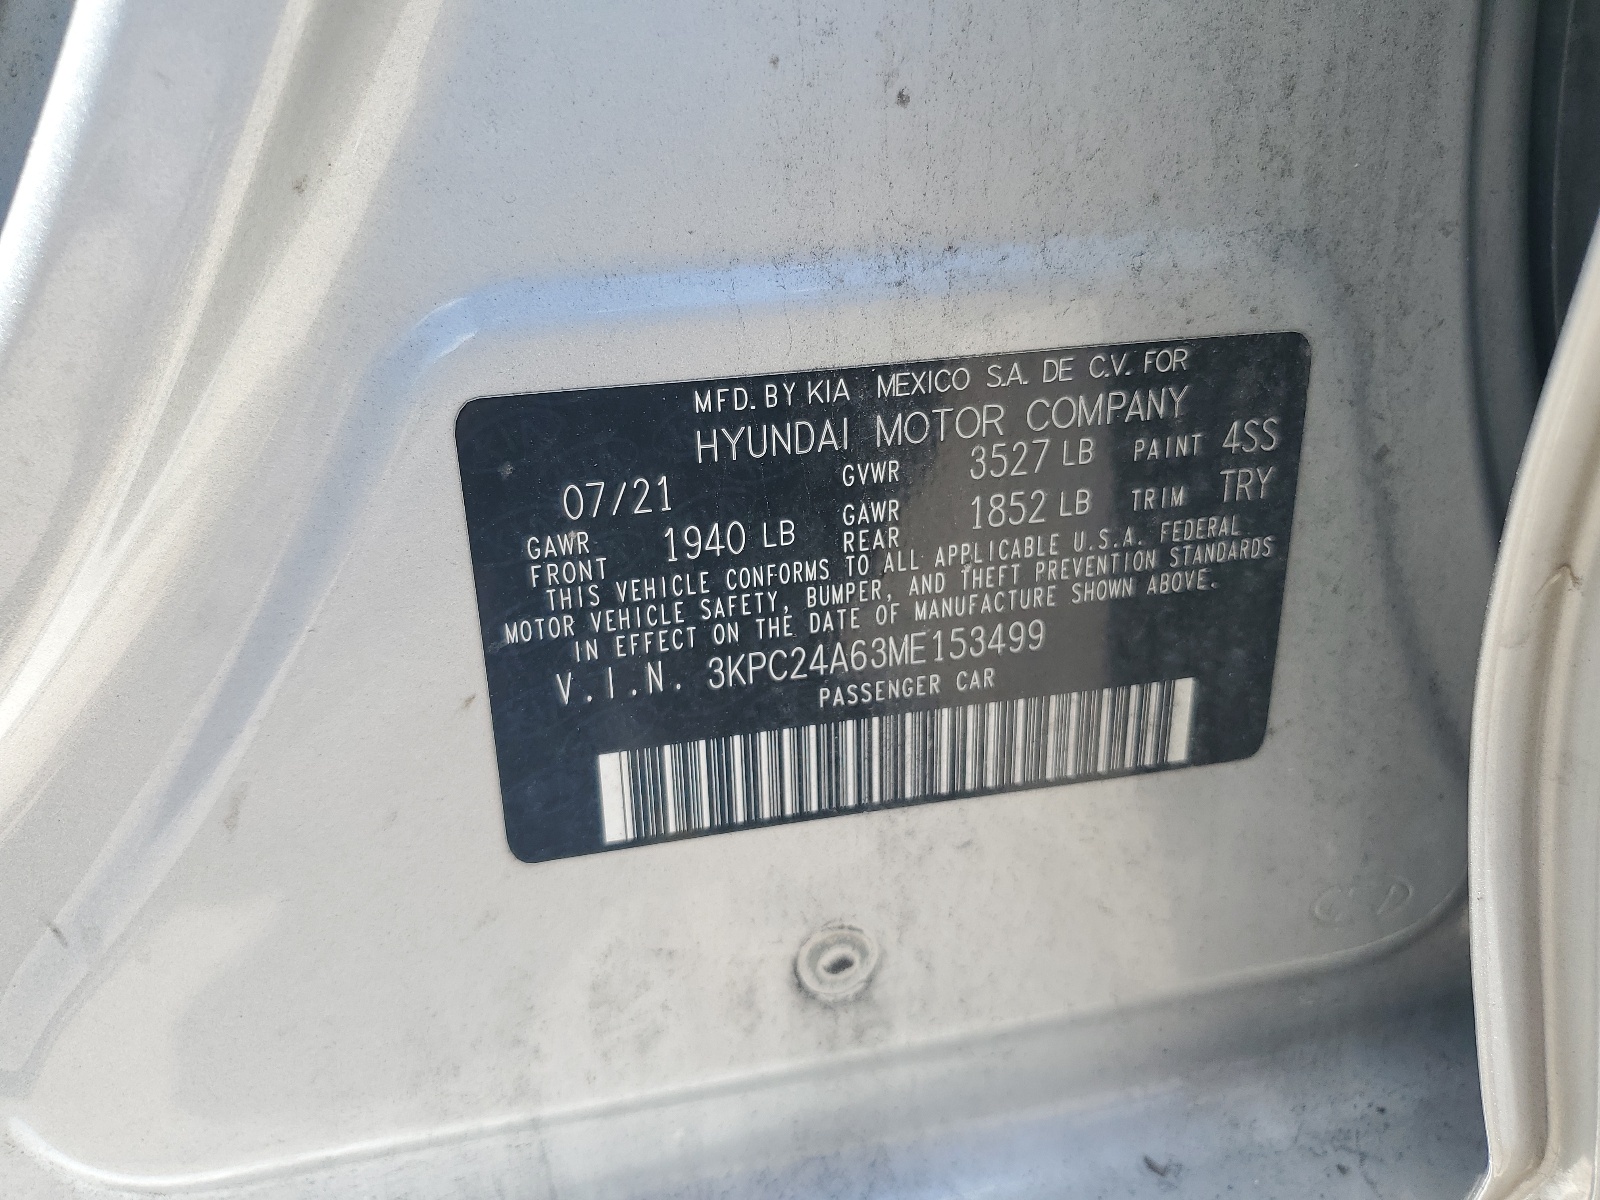 MFD. BY KIA MEXICO S.A. DE C.V. FOR
HYUNDAI MOTOR COMPANY
07/21 GVWR 3527 LB PAINT 4SS
GAWR FRONT 1940 LB GAWR REAR 1852 LB TRIM TRY
THIS VEHICLE CONFORMS TO ALL APPLICABLE U.S.A. FEDERAL
MOTOR VEHICLE SAFETY, BUMPER, AND THEFT PREVENTION STANDARDS
IN EFFECT ON THE DATE OF MANUFACTURE SHOWN ABOVE.
V.I.N. 3KPC24A63ME153499
PASSENGER CAR